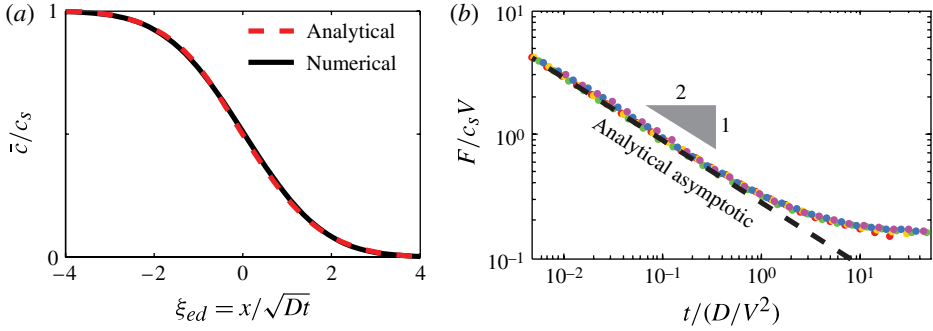 (a)
1
c̄/c_s
0
−4
−2
0
2
4
ξ_ed = x/√Dt
Analytical
Numerical
(b)
10^1
10^0
10^−1
F/c_s V
10^−2
10^−1
10^0
10^1
t/(D/V^2)
2
1
Analytical asymptotic